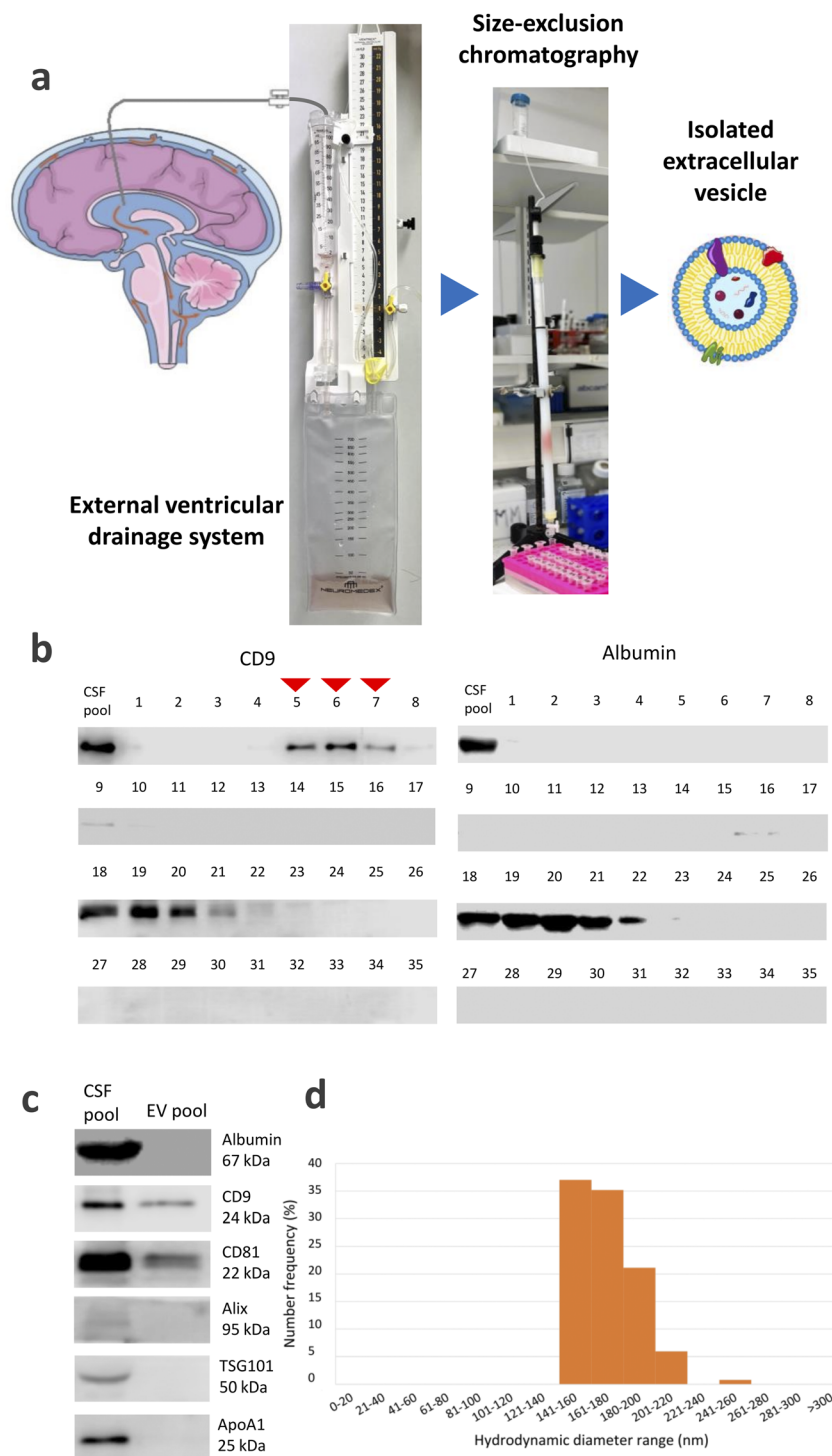 a
Size-exclusion
chromatography
Isolated
extracellular
vesicle
External ventricular
drainage system
NEUROMEDEX
b
CD9
Albumin
CSF
pool
1 2 3 4 5 6 7 8
CSF
pool
1 2 3 4 5 6 7 8
9 10 11 12 13 14 15 16 17
9 10 11 12 13 14 15 16 17
18 19 20 21 22 23 24 25 26
18 19 20 21 22 23 24 25 26
27 28 29 30 31 32 33 34 35
27 28 29 30 31 32 33 34 35
c
CSF
pool
EV pool
Albumin
67 kDa
CD9
24 kDa
CD81
22 kDa
Alix
95 kDa
TSG101
50 kDa
ApoA1
25 kDa
d
Number frequency (%)
40
35
30
25
20
15
10
5
0
0-20 21-40 41-60 61-80 81-100 101-120 121-140 141-160 161-180 180-200 201-220 221-240 241-260 261-280 281-300 >300
Hydrodynamic diameter range (nm)